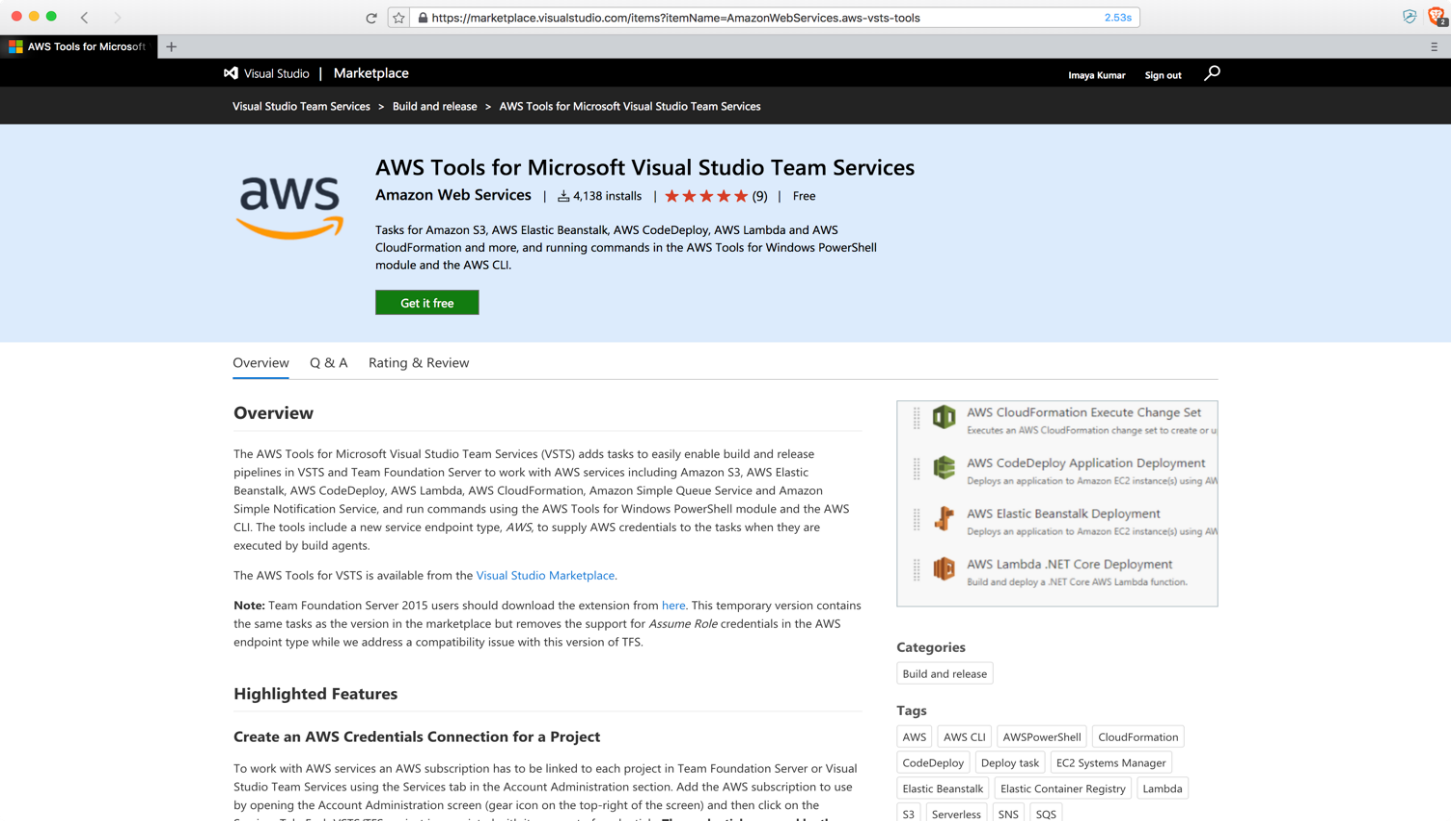 https://marketplace.visualstudio.com/items?itemName=AmazonWebServices.aws-vsts-tools
2.53s
2
AWS Tools for Microsoft
Visual Studio | Marketplace
Imaya Kumar Sign out
Visual Studio Team Services > Build and release > AWS Tools for Microsoft Visual Studio Team Services
aws
AWS Tools for Microsoft Visual Studio Team Services
Amazon Web Services | 4,138 installs | (9) | Free
Tasks for Amazon S3, AWS Elastic Beanstalk, AWS CodeDeploy, AWS Lambda and AWS
CloudFormation and more, and running commands in the AWS Tools for Windows PowerShell
module and the AWS CLI.
Get it free
Overview Q & A Rating & Review
Overview
The AWS Tools for Microsoft Visual Studio Team Services (VSTS) adds tasks to easily enable build and release
pipelines in VSTS and Team Foundation Server to work with AWS services including Amazon S3, AWS Elastic
Beanstalk, AWS CodeDeploy, AWS Lambda, AWS CloudFormation, Amazon Simple Queue Service and Amazon
Simple Notification Service, and run commands using the AWS Tools for Windows PowerShell module and the AWS
CLI. The tools include a new service endpoint type, AWS, to supply AWS credentials to the tasks when they are
executed by build agents.
The AWS Tools for VSTS is available from the Visual Studio Marketplace.
Note: Team Foundation Server 2015 users should download the extension from here. This temporary version contains
the same tasks as the version in the marketplace but removes the support for Assume Role credentials in the AWS
endpoint type while we address a compatibility issue with this version of TFS.
Highlighted Features
Create an AWS Credentials Connection for a Project
To work with AWS services an AWS subscription has to be linked to each project in Team Foundation Server or Visual
Studio Team Services using the Services tab in the Account Administration section. Add the AWS subscription to use
by opening the Account Administration screen (gear icon on the top-right of the screen) and then click on the
AWS CloudFormation Execute Change Set
Executes an AWS CloudFormation change set to create or u
AWS CodeDeploy Application Deployment
Deploys an application to Amazon EC2 instance(s) using AW
AWS Elastic Beanstalk Deployment
Deploys an application to Amazon EC2 instance(s) using AW
AWS Lambda .NET Core Deployment
Build and deploy a .NET Core AWS Lambda function.
Categories
Build and release
Tags
AWS AWS CLI AWSPowerShell CloudFormation
CodeDeploy Deploy task EC2 Systems Manager
Elastic Beanstalk Elastic Container Registry Lambda
S3 Serverless SNS SQS